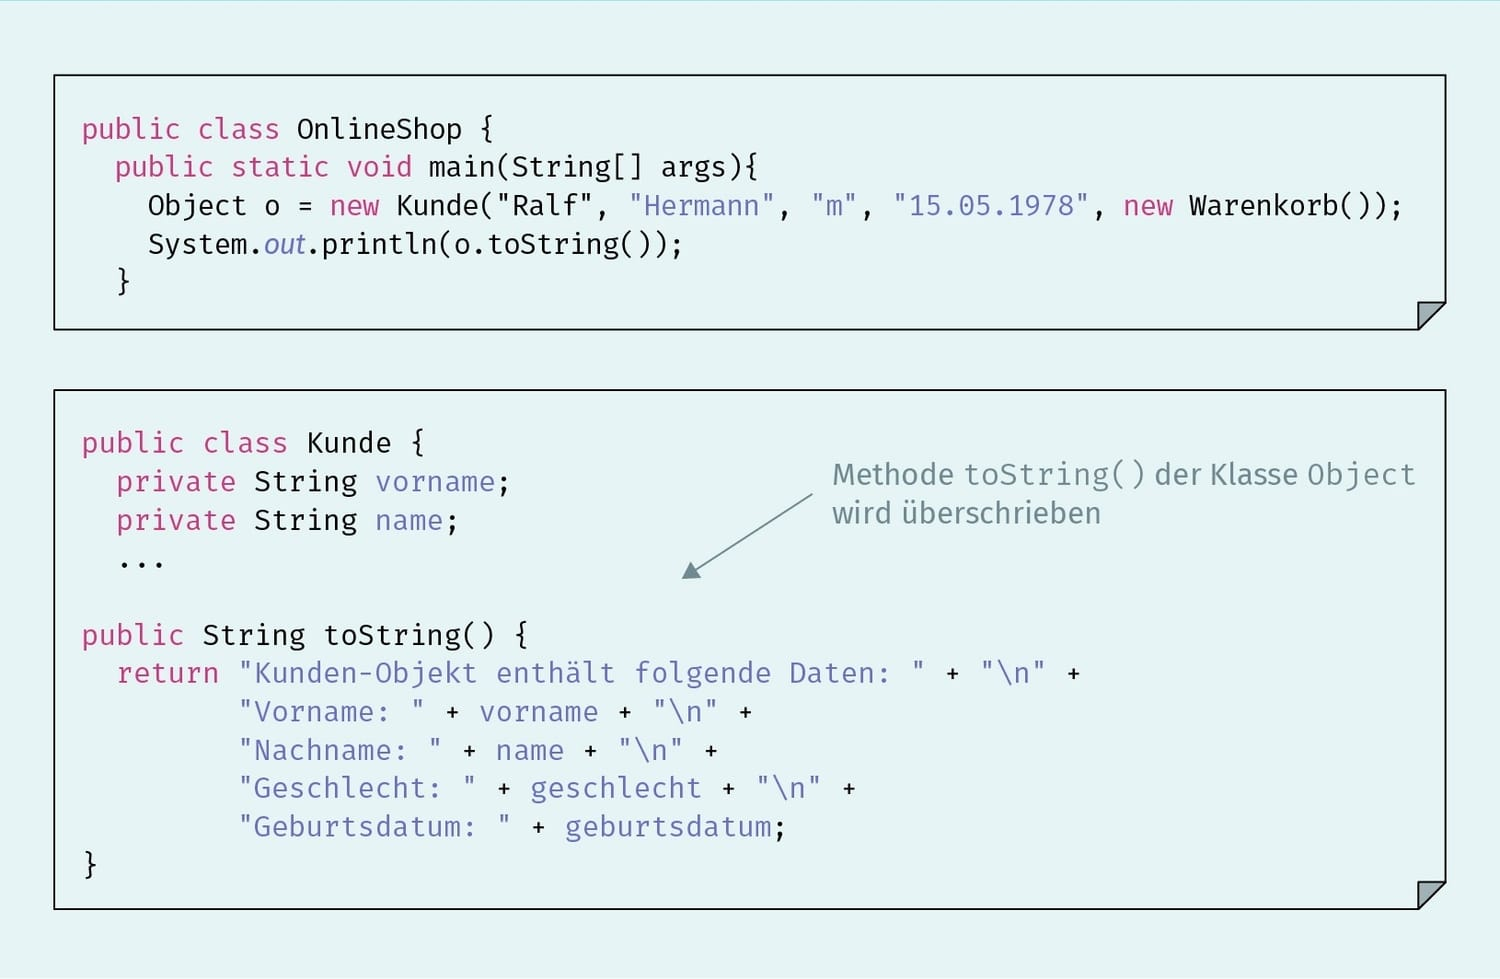 public class OnlineShop {
  public static void main(String[] args){
    Object o = new Kunde("Ralf", "Hermann", "m", "15.05.1978", new Warenkorb());
    System.out.println(o.toString());
  }
public class Kunde {
  private String vorname;
  private String name;
  ...
Methode toString() der Klasse Object
wird überschrieben
public String toString() {
  return "Kunden-Objekt enthält folgende Daten: " + "\n" +
         "Vorname: " + vorname + "\n" +
         "Nachname: " + name + "\n" +
         "Geschlecht: " + geschlecht + "\n" +
         "Geburtsdatum: " + geburtsdatum;
}